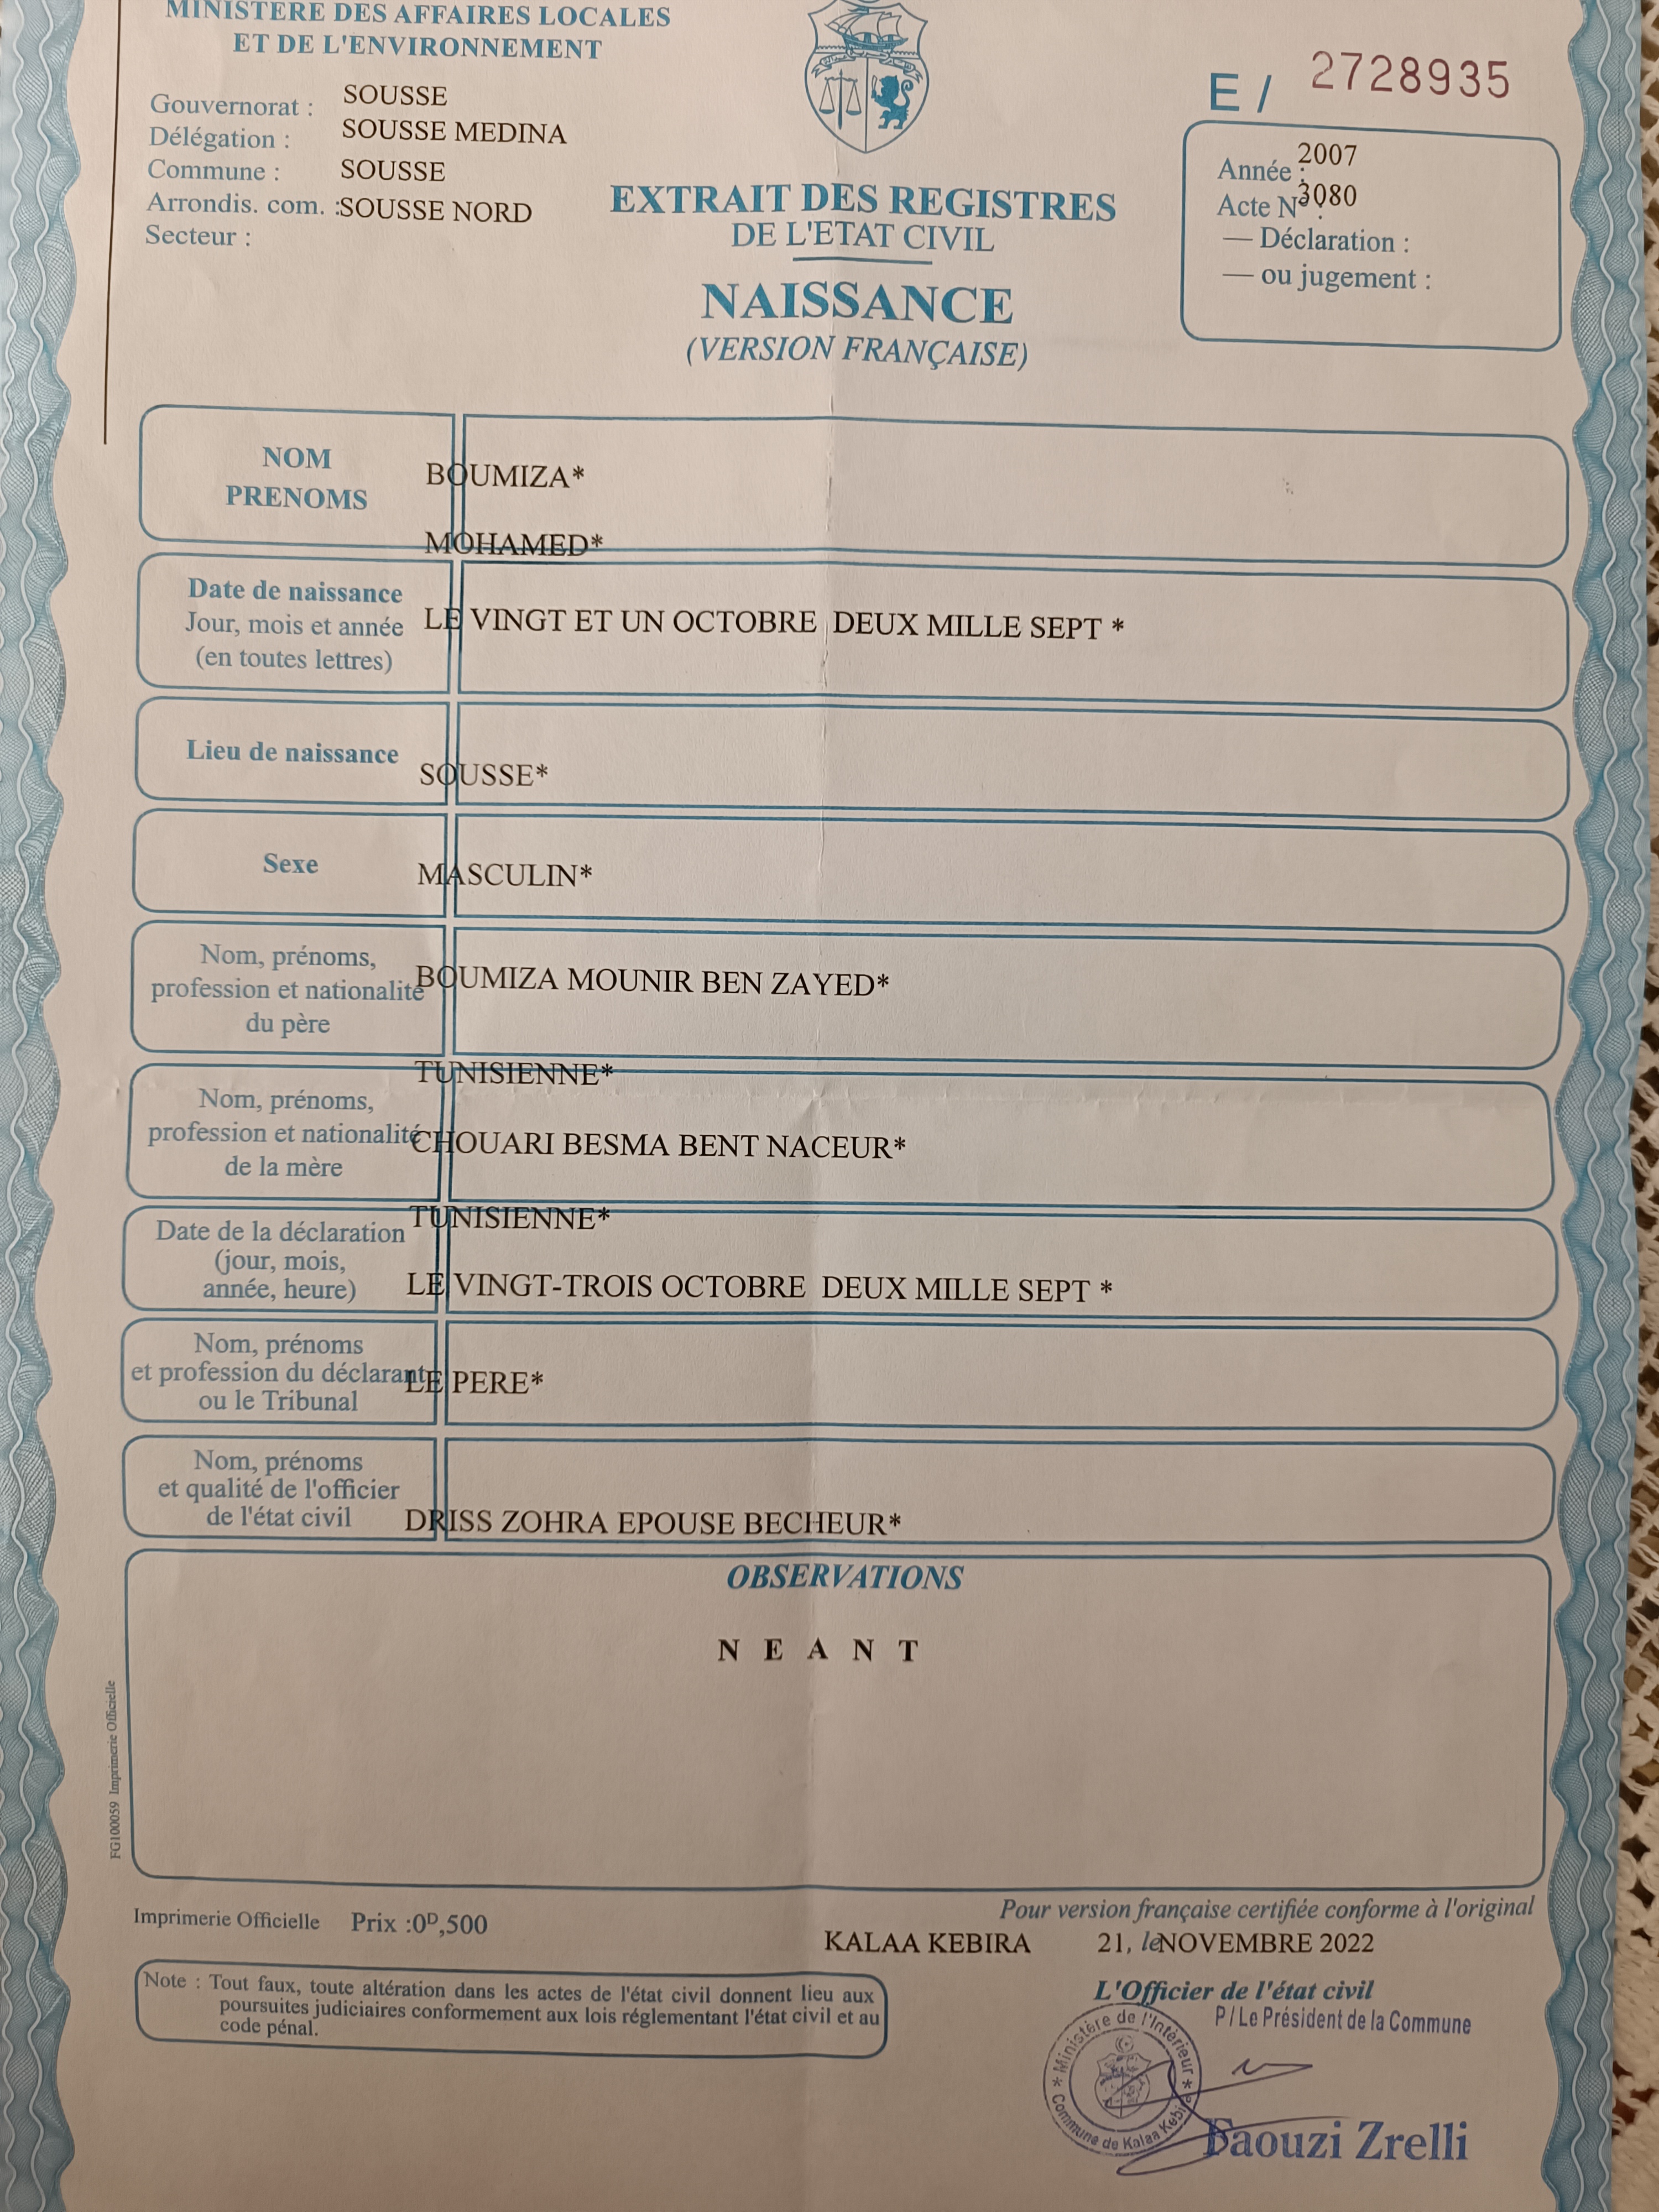 MINISTERE DES AFFAIRES LOCALES
ET DE L'ENVIRONNEMENT
Gouvernorat : SOUSSE
Délégation : SOUSSE MEDINA
Commune : SOUSSE
Arrondis. com. : SOUSSE NORD
Secteur :
E / 2728935
Année : 2007
Acte N° : 3080
— Déclaration :
— ou jugement :
EXTRAIT DES REGISTRES
DE L'ETAT CIVIL
NAISSANCE
(VERSION FRANÇAISE)
NOM
PRENOMS
BOUMIZA*
MOHAMED*
Date de naissance
Jour, mois et année
(en toutes lettres)
LE VINGT ET UN OCTOBRE DEUX MILLE SEPT *
Lieu de naissance
SOUSSE*
Sexe
MASCULIN*
Nom, prénoms,
profession et nationalité
du père
BOUMIZA MOUNIR BEN ZAYED*
TUNISIENNE*
Nom, prénoms,
profession et nationalité
de la mère
CHOUARI BESMA BENT NACEUR*
TUNISIENNE*
Date de la déclaration
(jour, mois,
année, heure)
LE VINGT-TROIS OCTOBRE DEUX MILLE SEPT *
Nom, prénoms
et profession du déclarant
ou le Tribunal
LE PERE*
Nom, prénoms
et qualité de l'officier
de l'état civil
DRISS ZOHRA EPOUSE BECHEUR*
OBSERVATIONS
N E A N T
FG100059 Imprimerie Officielle
Imprimerie Officielle Prix :0D,500
Pour version française certifiée conforme à l'original
KALAA KEBIRA 21, le NOVEMBRE 2022
Note : Tout faux, toute altération dans les actes de l'état civil donnent lieu aux
poursuites judiciaires conformement aux lois réglementant l'état civil et au
code pénal.
L'Officier de l'état civil
P / Le Président de la Commune
* Ministère de l'Intérieur *
Commune de Kalaa Kebira
Faouzi Zrelli